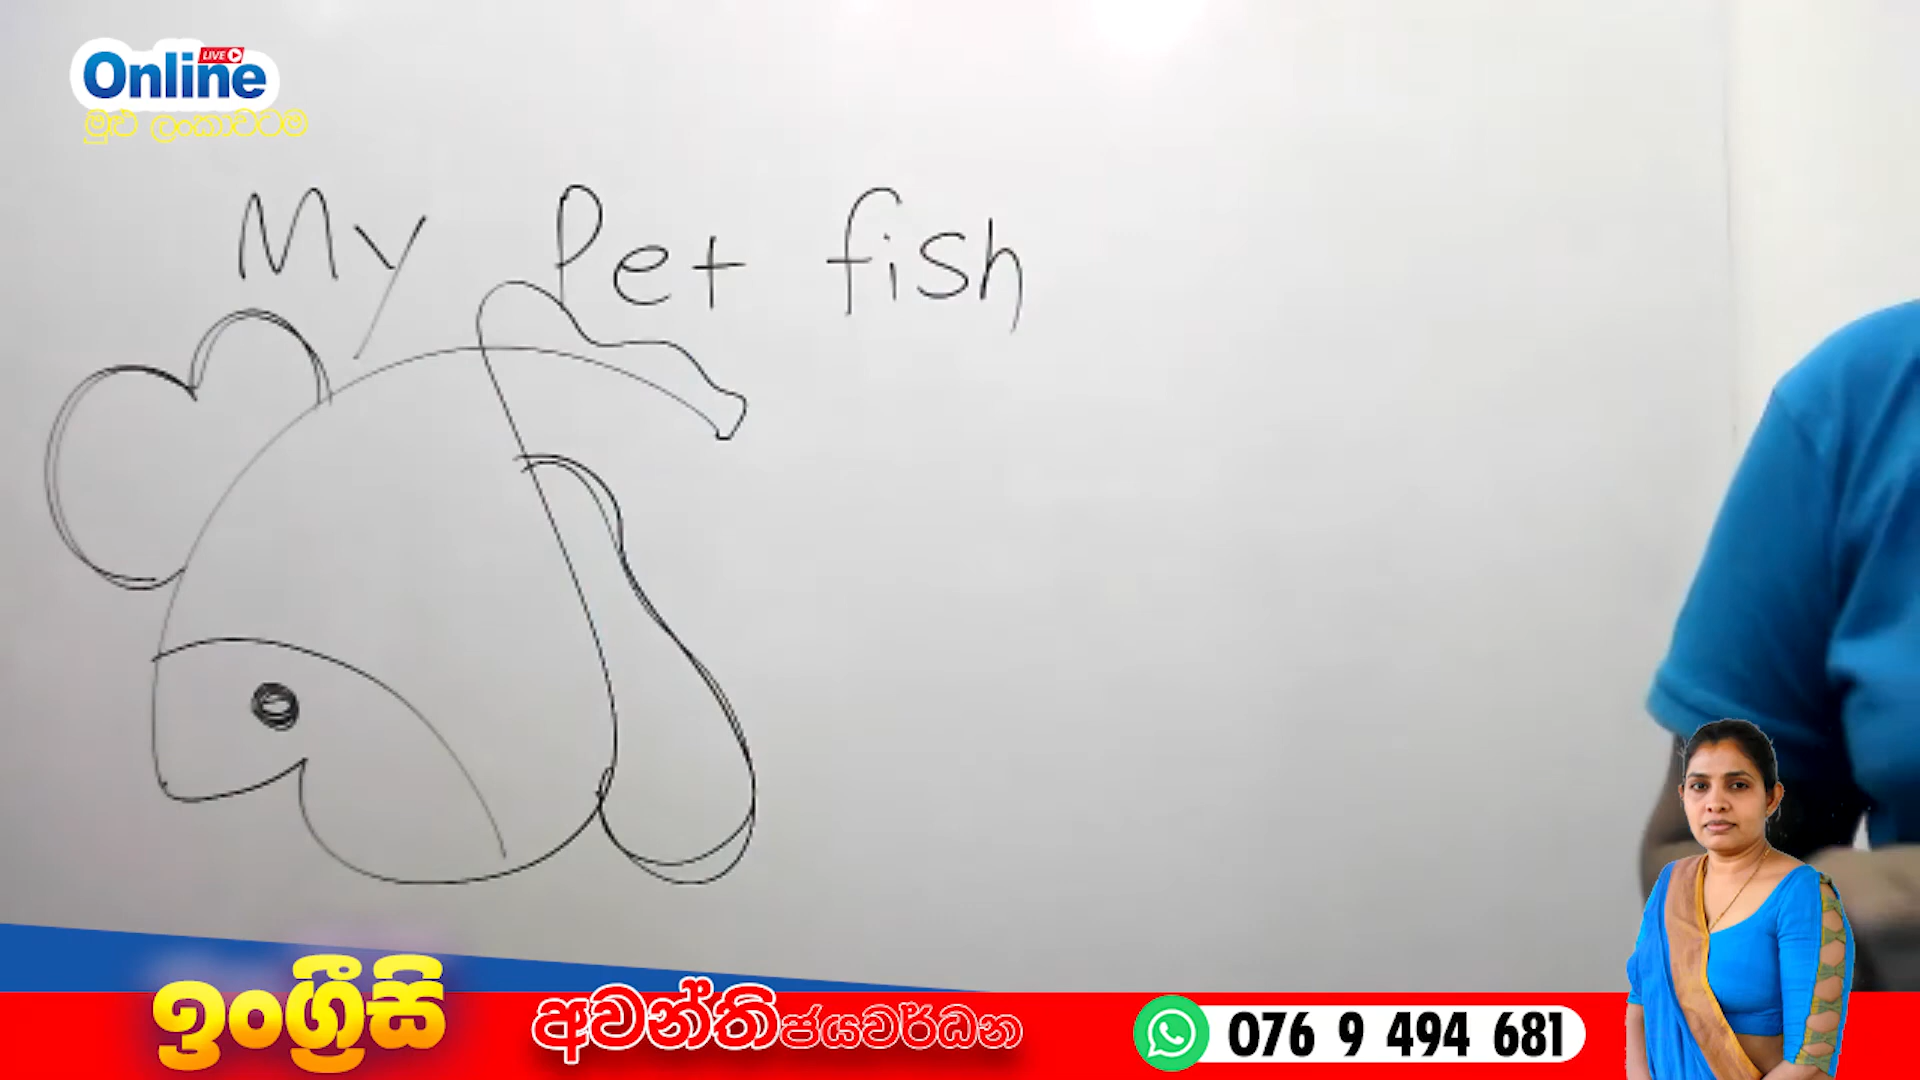 LIVE
Online
මුළු ලංකාවටම
My Pet fish
ඉංග්‍රීසි
අවන්ති ජයවර්ධන
076 9 494 681